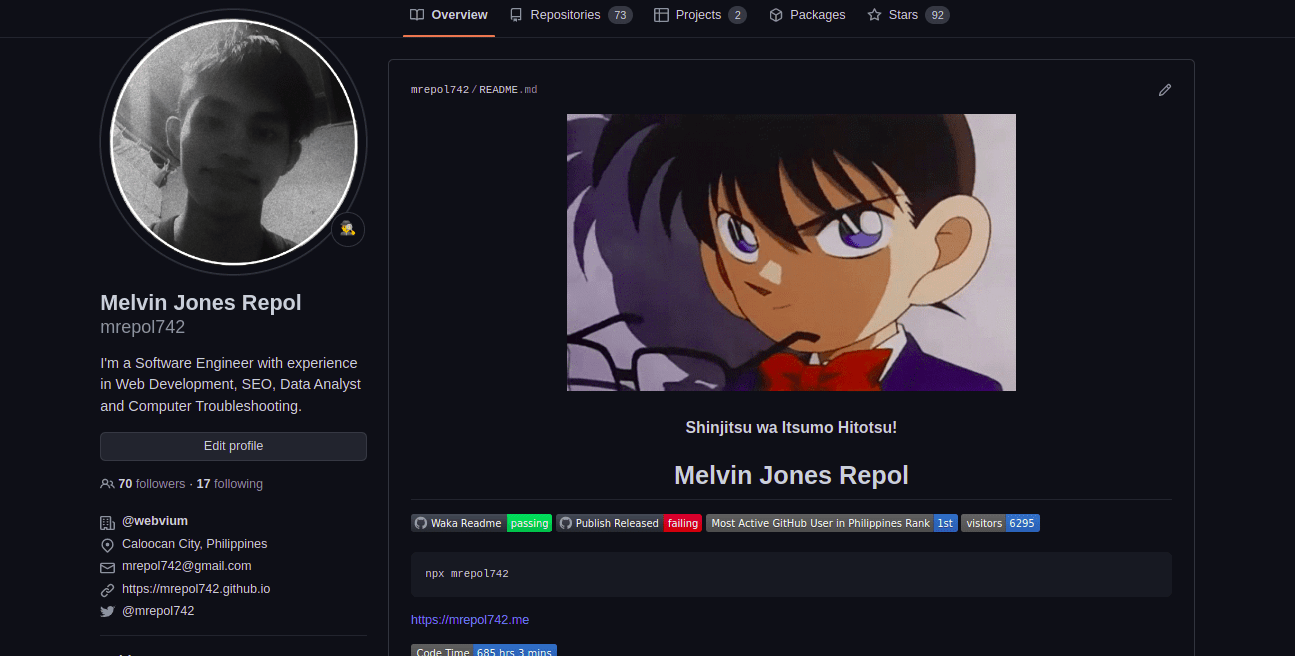 Overview
Repositories 73
Projects 2
Packages
Stars 92
Melvin Jones Repol
mrepol742
I'm a Software Engineer with experience
in Web Development, SEO, Data Analyst
and Computer Troubleshooting.
Edit profile
70 followers · 17 following
@webvium
Caloocan City, Philippines
mrepol742@gmail.com
https://mrepol742.github.io
@mrepol742
mrepol742/README.md
Shinjitsu wa Itsumo Hitotsu!
Melvin Jones Repol
Waka Readme passing
Publish Released failing
Most Active GitHub User in Philippines Rank 1st
visitors 6295
npx mrepol742
https://mrepol742.me
Code Time 685 hrs 3 mins